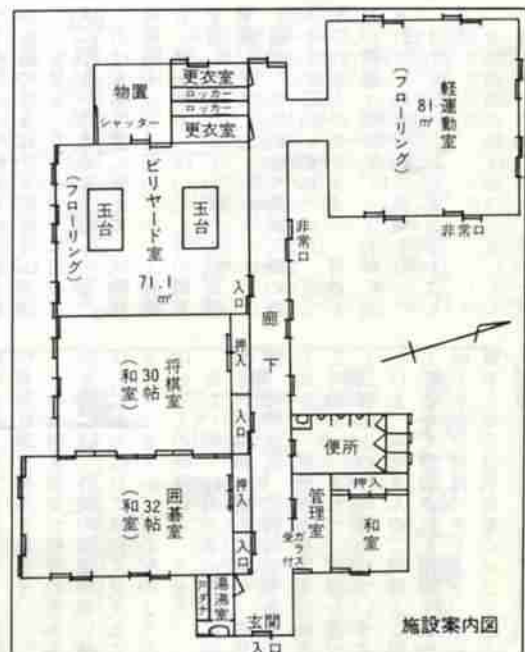 更衣室
ロッカー
ロッカー
更衣室
物置
シャッター
軽運動室
81㎡
(フローリング)
非常口
ビリヤード室
(フローリング)
玉台
玉台
71.1㎡
入口
非常口
廊下
将棋室
30帖
(和室)
押入
入口
囲碁室
32帖
(和室)
押入
入口
便所
管理室
押入
和室
ガラス
受付
湯沸室
玄関
入口
施設案内図